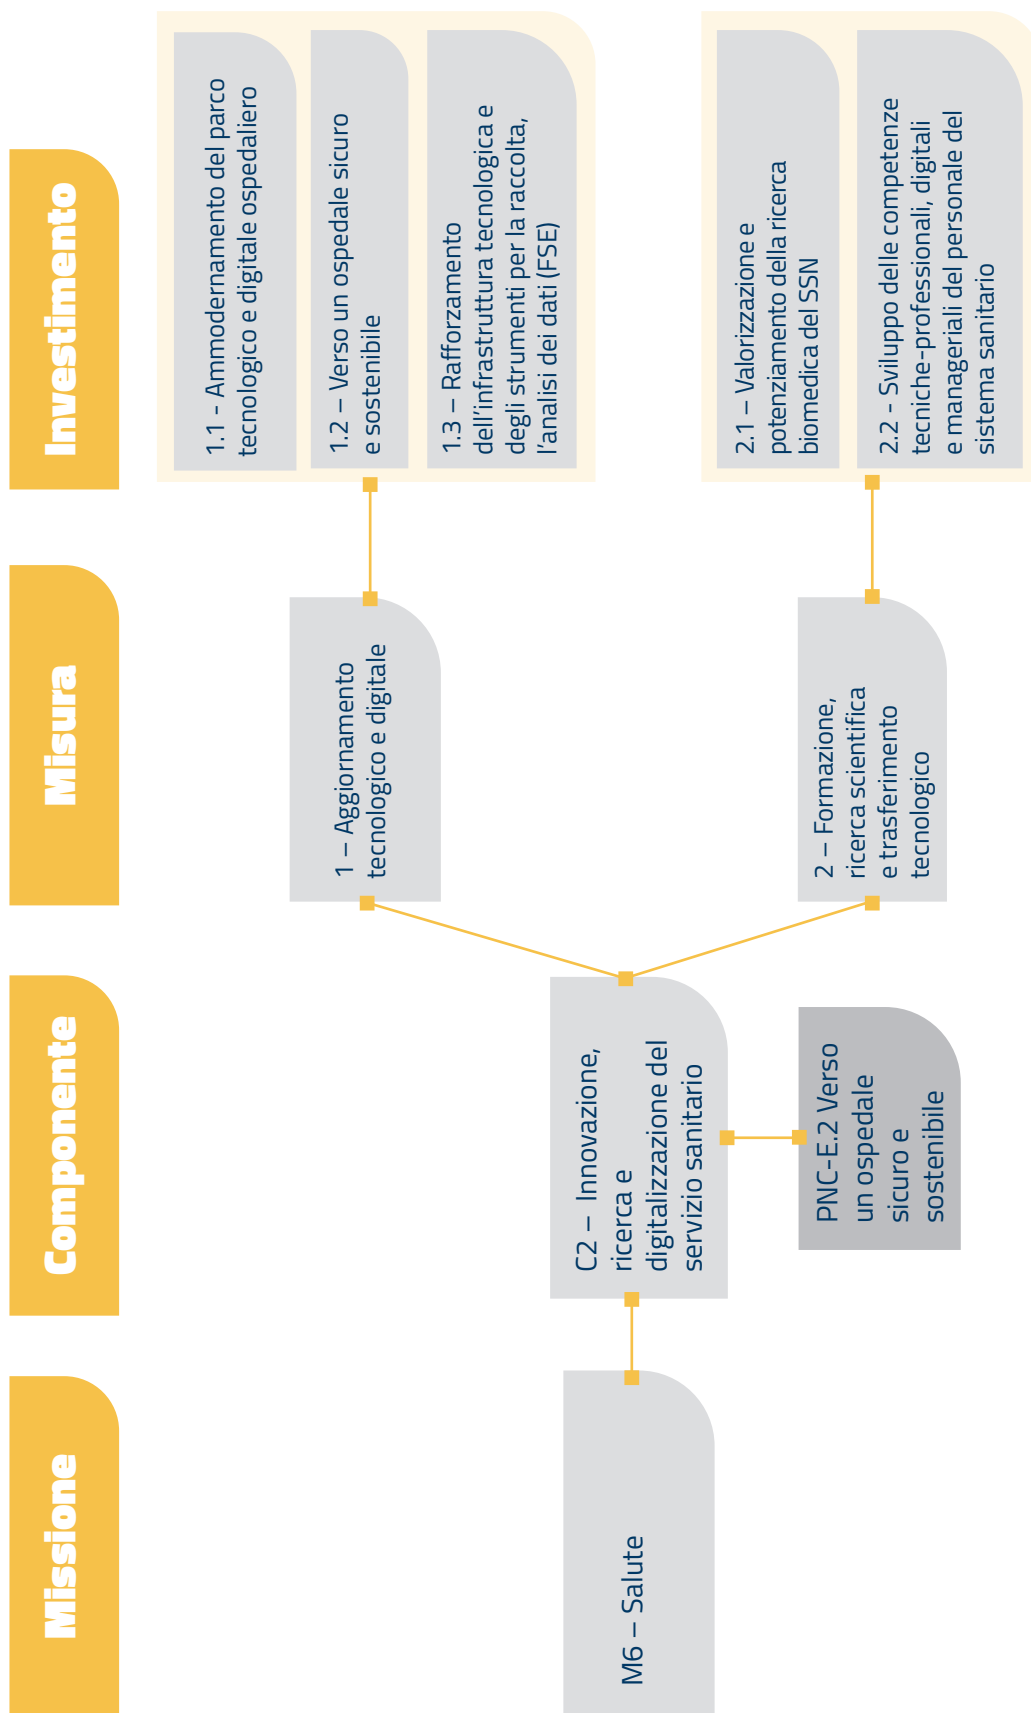 Missione
Componente
Misura
Investimento
M6 – Salute
C2 – Innovazione,
ricerca e
digitalizzazione del
servizio sanitario
PNC-E.2 Verso
un ospedale
sicuro e
sostenibile
1 – Aggiornamento
tecnologico e digitale
2 – Formazione,
ricerca scientifica
e trasferimento
tecnologico
1.1 - Ammodernamento del parco
tecnologico e digitale ospedaliero
1.2 – Verso un ospedale sicuro
e sostenibile
1.3 – Rafforzamento
dell’infrastruttura tecnologica e
degli strumenti per la raccolta,
l’analisi dei dati (FSE)
2.1 – Valorizzazione e
potenziamento della ricerca
biomedica del SSN
2.2 - Sviluppo delle competenze
tecniche-professionali, digitali
e manageriali del personale del
sistema sanitario